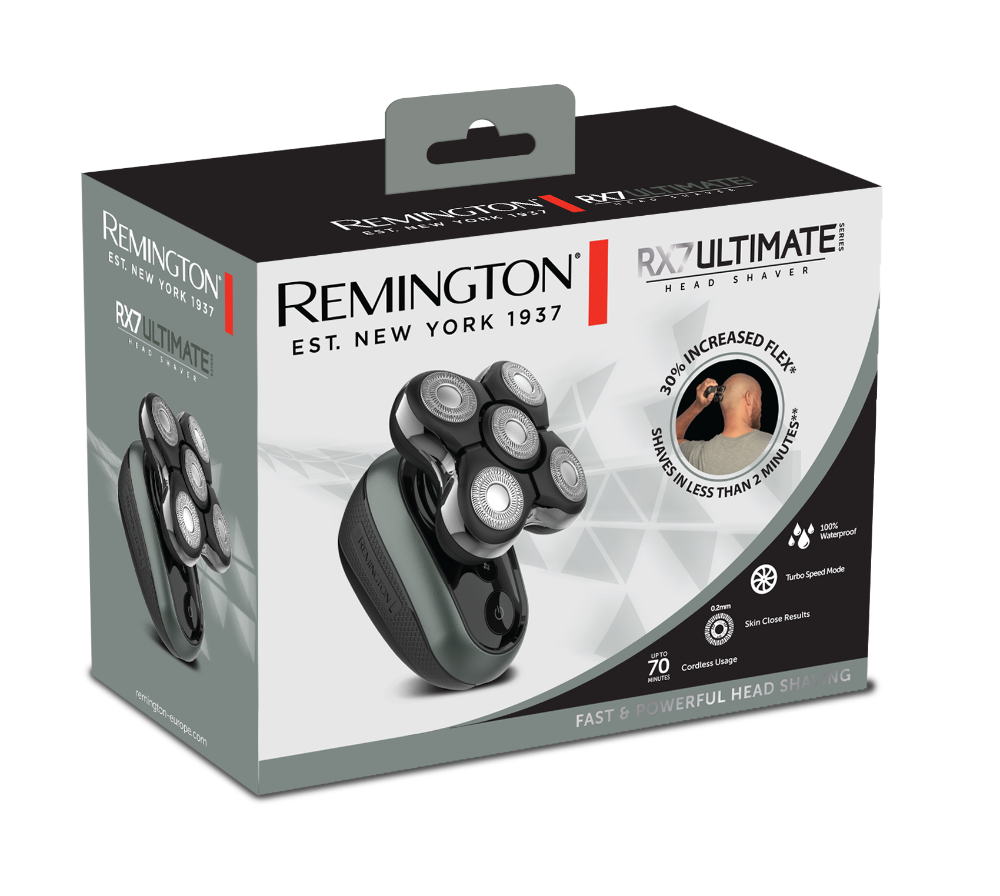 REMINGTON®
EST. NEW YORK 1937
RX7 ULTIMATE SERIES
HEAD SHAVER
REMINGTON®
EST. NEW YORK 1937
RX7 ULTIMATE SERIES
HEAD SHAVER
remington-europe.com
REMINGTON®
EST. NEW YORK 1937
RX7 ULTIMATE SERIES
HEAD SHAVER
30% INCREASED FLEX*
SHAVES IN LESS THAN 2 MINUTES**
REMINGTON
REMINGTON
100%
Waterproof
Turbo Speed Mode
0.2mm
Skin Close Results
UP TO
70
MINUTES
Cordless Usage
FAST & POWERFUL HEAD SHAVING